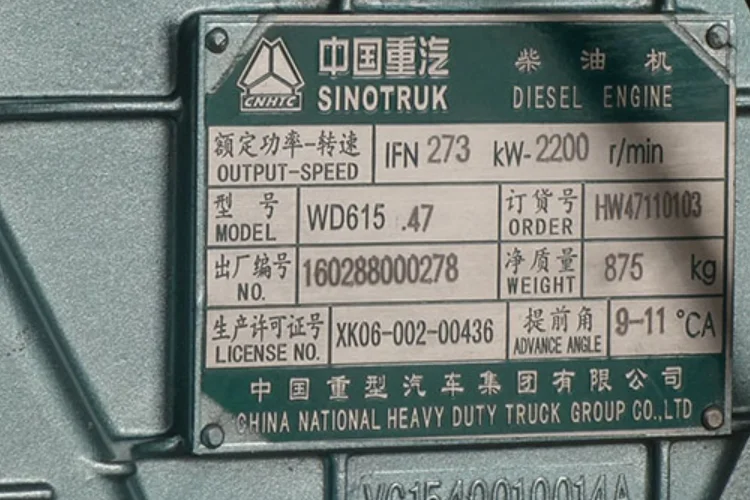 中国重汽 柴油机
CNHTC SINOTRUK DIESEL ENGINE
额定功率-转速 IFN 273 kW- 2200 r/min
OUTPUT-SPEED
型号 WD615 .47 订货号 HW47110103
MODEL ORDER
出厂编号 160288000278 净质量 875 kg
NO. WEIGHT
生产许可证号 XK06-002-00436 提前角 9-11 °CA
LICENSE NO. ADVANCE ANGLE
中国重型汽车集团有限公司
CHINA NATIONAL HEAVY DUTY TRUCK GROUP CO.,LTD